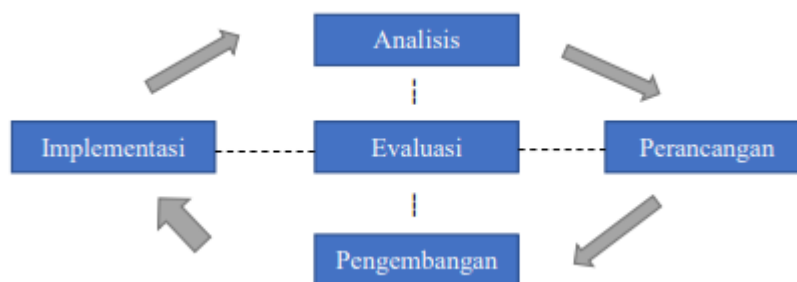 Analisis
Implementasi
Evaluasi
Perancangan
Pengembangan